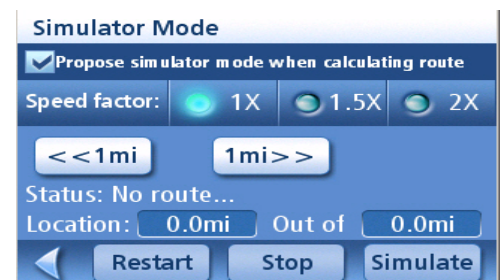 Simulator Mode
Propose simulator mode when calculating route
Speed factor: 1X 1.5X 2X
<<1mi 1mi>>
Status: No route...
Location: 0.0mi Out of 0.0mi
Restart Stop Simulate